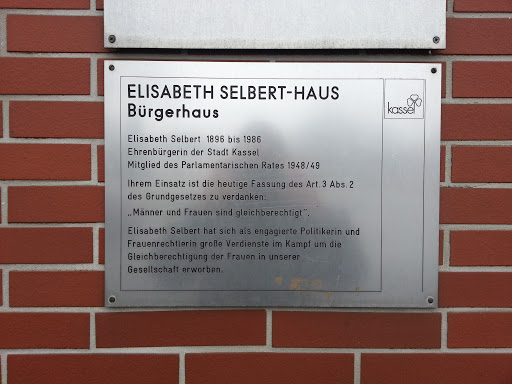 ELISABETH SELBERT-HAUS
Bürgerhaus
kassel
Elisabeth Selbert 1896 bis 1986
Ehrenbürgerin der Stadt Kassel
Mitglied des Parlamentarischen Rates 1948/49
Ihrem Einsatz ist die heutige Fassung des Art. 3 Abs. 2
des Grundgesetzes zu verdanken:
„Männer und Frauen sind gleichberechtigt".
Elisabeth Selbert hat sich als engagierte Politikerin und
Frauenrechtlerin große Verdienste im Kampf um die
Gleichberechtigung der Frauen in unserer
Gesellschaft erworben.